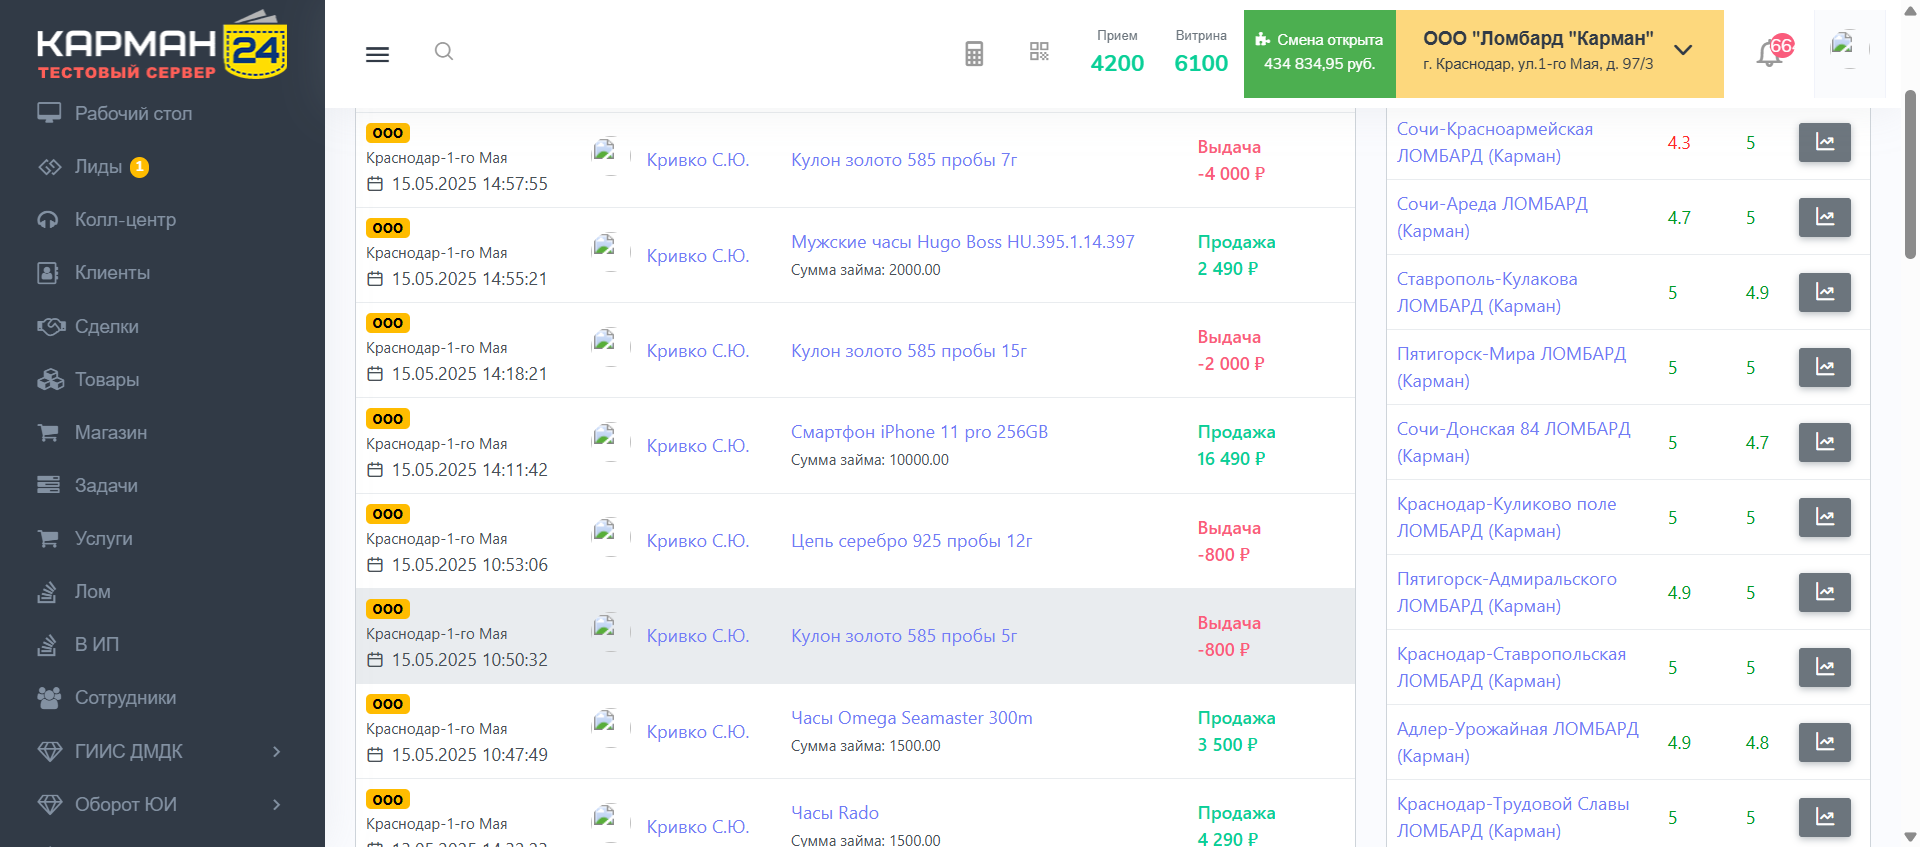 КАРМАН 24
ТЕСТОВЫЙ СЕРВЕР
Рабочий стол
Лиды 1
Колл-центр
Клиенты
Сделки
Товары
Магазин
Задачи
Услуги
Лом
В ИП
Сотрудники
ГИИС ДМДК
Оборот ЮИ
Прием
4200
Витрина
6100
Смена открыта
434 834,95 руб.
ООО "Ломбард "Карман"
г. Краснодар, ул.1-го Мая, д. 97/3
66
ООО
Краснодар-1-го Мая
15.05.2025 14:57:55
Кривко С.Ю.
Кулон золото 585 пробы 7г
Выдача
-4 000 ₽
ООО
Краснодар-1-го Мая
15.05.2025 14:55:21
Кривко С.Ю.
Мужские часы Hugo Boss HU.395.1.14.397
Сумма займа: 2000.00
Продажа
2 490 ₽
ООО
Краснодар-1-го Мая
15.05.2025 14:18:21
Кривко С.Ю.
Кулон золото 585 пробы 15г
Выдача
-2 000 ₽
ООО
Краснодар-1-го Мая
15.05.2025 14:11:42
Кривко С.Ю.
Смартфон iPhone 11 pro 256GB
Сумма займа: 10000.00
Продажа
16 490 ₽
ООО
Краснодар-1-го Мая
15.05.2025 10:53:06
Кривко С.Ю.
Цепь серебро 925 пробы 12г
Выдача
-800 ₽
ООО
Краснодар-1-го Мая
15.05.2025 10:50:32
Кривко С.Ю.
Кулон золото 585 пробы 5г
Выдача
-800 ₽
ООО
Краснодар-1-го Мая
15.05.2025 10:47:49
Кривко С.Ю.
Часы Omega Seamaster 300m
Сумма займа: 1500.00
Продажа
3 500 ₽
ООО
Краснодар-1-го Мая
Кривко С.Ю.
Часы Rado
Сумма займа: 1500.00
Продажа
4 290 ₽
Сочи-Красноармейская
ЛОМБАРД (Карман)
4.3 5
Сочи-Ареда ЛОМБАРД
(Карман)
4.7 5
Ставрополь-Кулакова
ЛОМБАРД (Карман)
5 4.9
Пятигорск-Мира ЛОМБАРД
(Карман)
5 5
Сочи-Донская 84 ЛОМБАРД
(Карман)
5 4.7
Краснодар-Куликово поле
ЛОМБАРД (Карман)
5 5
Пятигорск-Адмиральского
ЛОМБАРД (Карман)
4.9 5
Краснодар-Ставропольская
ЛОМБАРД (Карман)
5 5
Адлер-Урожайная ЛОМБАРД
(Карман)
4.9 4.8
Краснодар-Трудовой Славы
ЛОМБАРД (Карман)
5 5